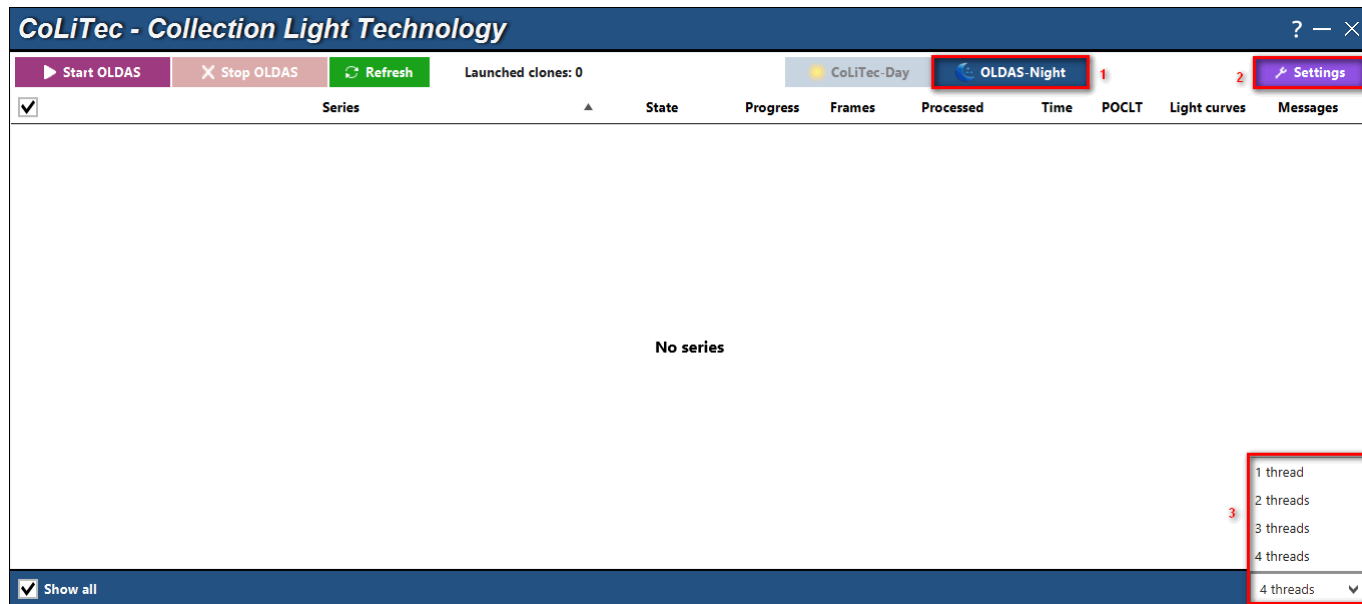 CoLiTec - Collection Light Technology
?
Start OLDAS Stop OLDAS Refresh Launched clones: 0 CoLiTec-Day OLDAS-Night 1 2 Settings
Series State Progress Frames Processed Time POCLT Light curves Messages
No series
1 thread
2 threads
3
3 threads
4 threads
Show all 4 threads